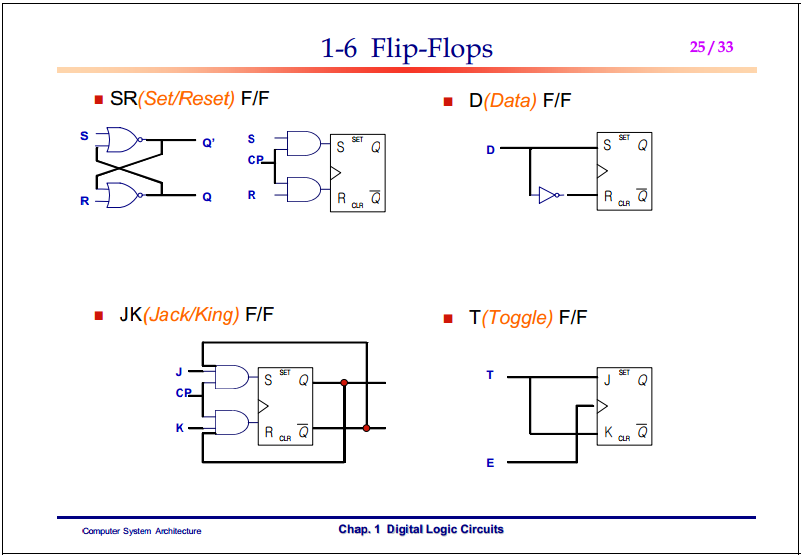 1-6 Flip-Flops
25 / 33
SR(Set/Reset) F/F
S
Q'
R
Q
S
CP
R
S SET Q
R CLR Q̅
D(Data) F/F
D
S SET Q
R CLR Q̅
JK(Jack/King) F/F
J
CP
K
S SET Q
R CLR Q̅
T(Toggle) F/F
T
E
J SET Q
K CLR Q̅
Computer System Architecture
Chap. 1 Digital Logic Circuits